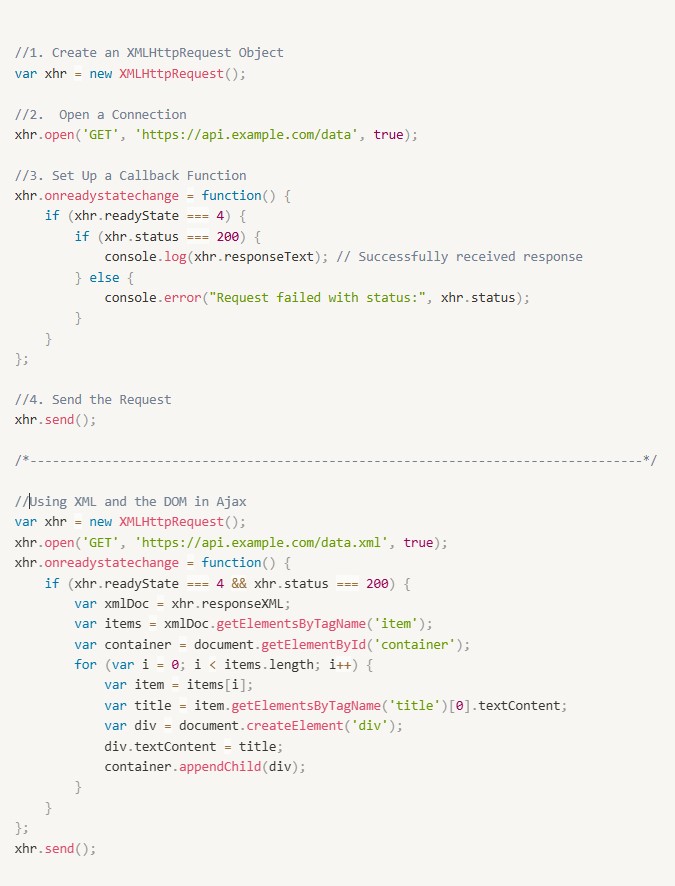 //1. Create an XMLHttpRequest Object
var xhr = new XMLHttpRequest();
//2.  Open a Connection
xhr.open('GET', 'https://api.example.com/data', true);
//3. Set Up a Callback Function
xhr.onreadystatechange = function() {
    if (xhr.readyState === 4) {
        if (xhr.status === 200) {
            console.log(xhr.responseText); // Successfully received response
        } else {
            console.error("Request failed with status:", xhr.status);
        }
    }
};
//4. Send the Request
xhr.send();
/*----------------------------------------------------------------------------------*/
//Using XML and the DOM in Ajax
var xhr = new XMLHttpRequest();
xhr.open('GET', 'https://api.example.com/data.xml', true);
xhr.onreadystatechange = function() {
    if (xhr.readyState === 4 && xhr.status === 200) {
        var xmlDoc = xhr.responseXML;
        var items = xmlDoc.getElementsByTagName('item');
        var container = document.getElementById('container');
        for (var i = 0; i < items.length; i++) {
            var item = items[i];
            var title = item.getElementsByTagName('title')[0].textContent;
            var div = document.createElement('div');
            div.textContent = title;
            container.appendChild(div);
        }
    }
};
xhr.send();